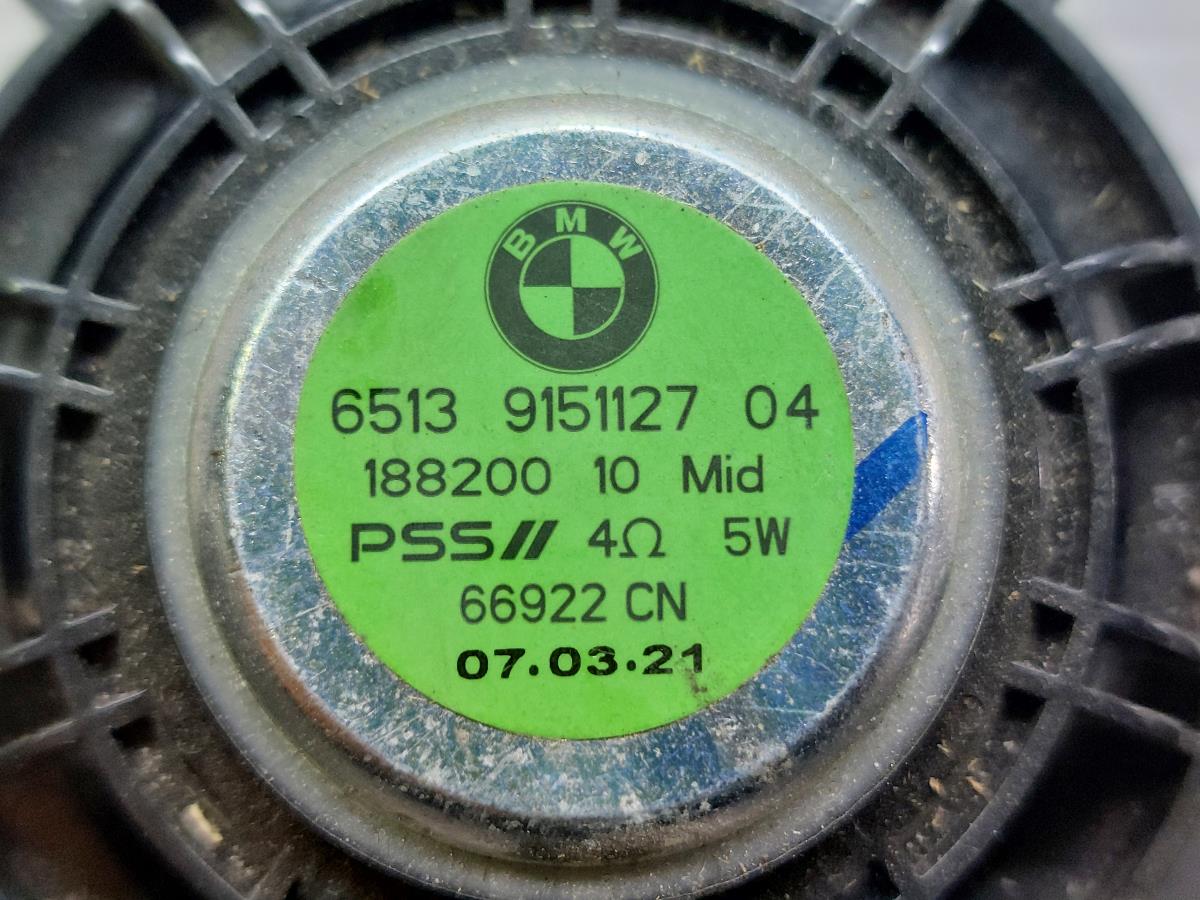 BMW
6513 9151127 04
188200 10 Mid
PSS// 4Ω 5W
66922 CN
07.03.21